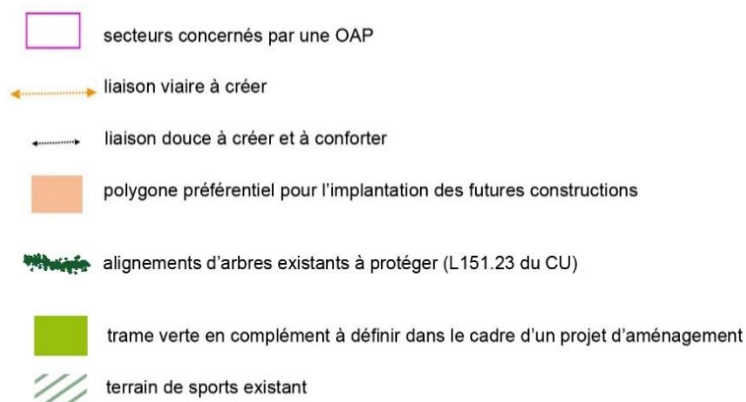 secteurs concernés par une OAP
liaison viaire à créer
liaison douce à créer et à conforter
polygone préférentiel pour l'implantation des futures constructions
alignements d'arbres existants à protéger (L151.23 du CU)
trame verte en complément à définir dans le cadre d'un projet d'aménagement
terrain de sports existant